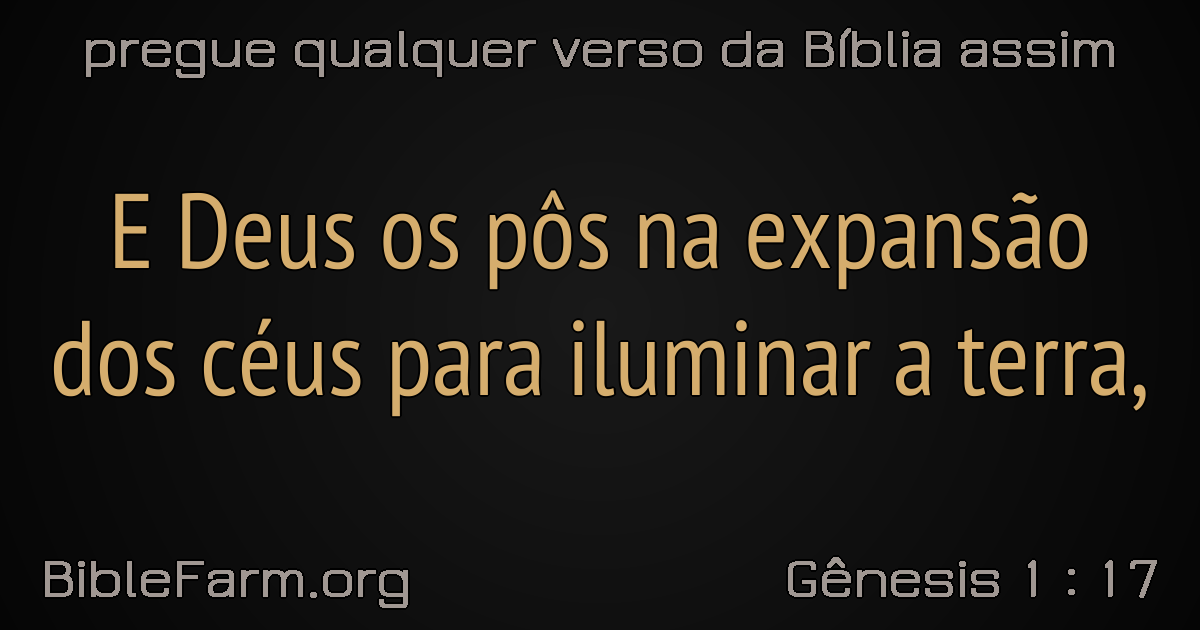 pregue qualquer verso da Bíblia assim
E Deus os pôs na expansão
dos céus para iluminar a terra,
BibleFarm.org
Gênesis 1 : 17